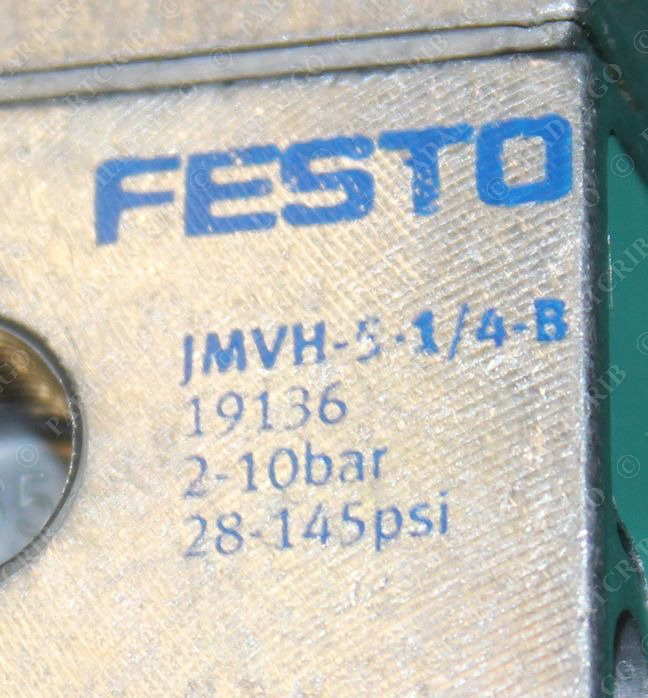 FESTO
JMVH-5-1/4-B
19136
2-10bar
28-145psi